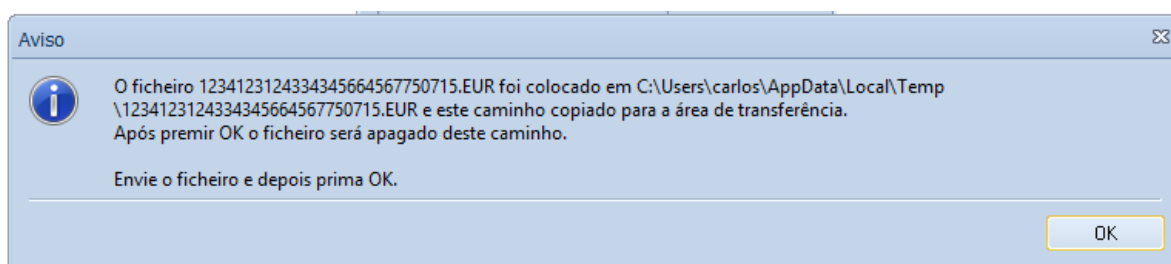 Aviso
O ficheiro 1234123124334345664567750715.EUR foi colocado em C:\Users\carlos\AppData\Local\Temp
\1234123124334345664567750715.EUR e este caminho copiado para a área de transferência.
Após premir OK o ficheiro será apagado deste caminho.
Envie o ficheiro e depois prima OK.
OK